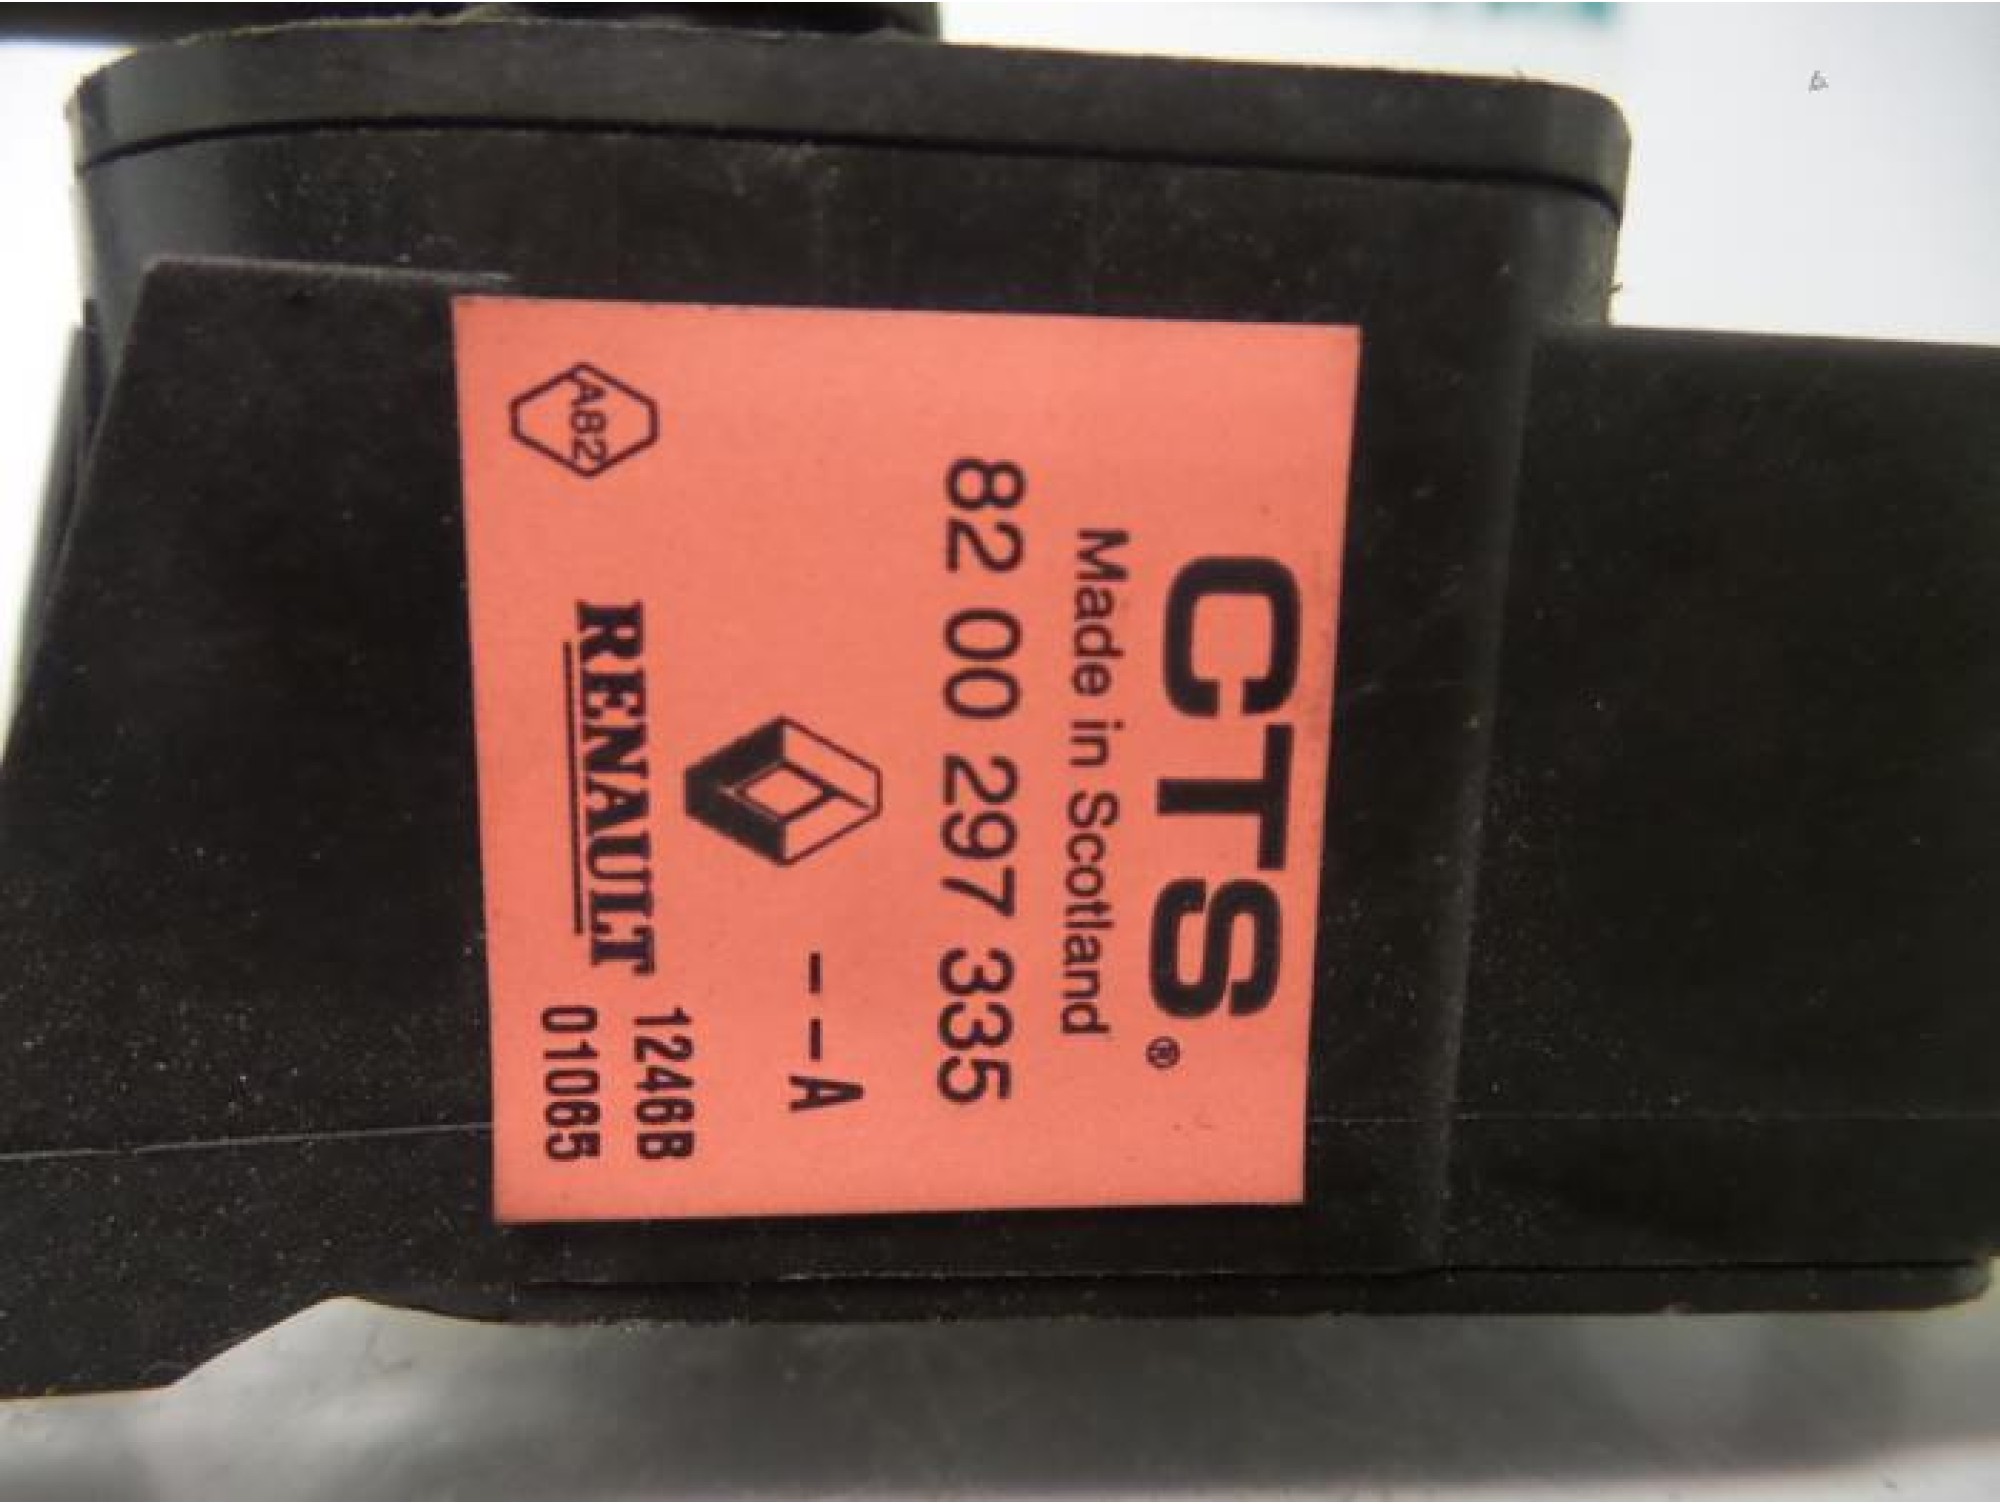 CTS®
Made in Scotland
82 00 297 335
--A
RENAULT
1246B
01065
A82